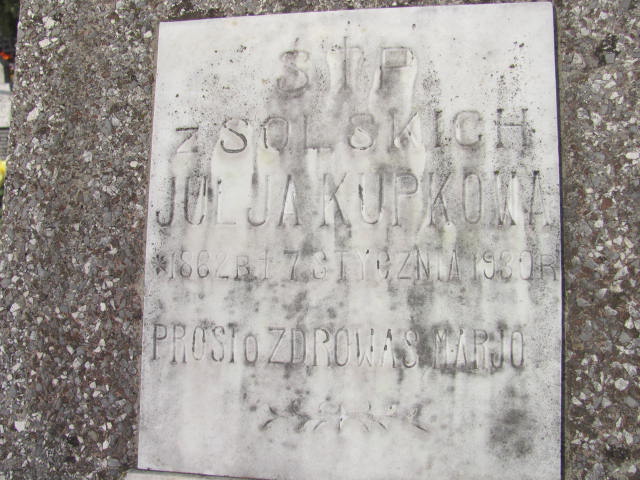 S†P
z SOLSKICH
JULJA KUPKOWA
*1862 R † 7 STYCZNIA 1930 R
PROSI O ZDROWAŚ MARJO